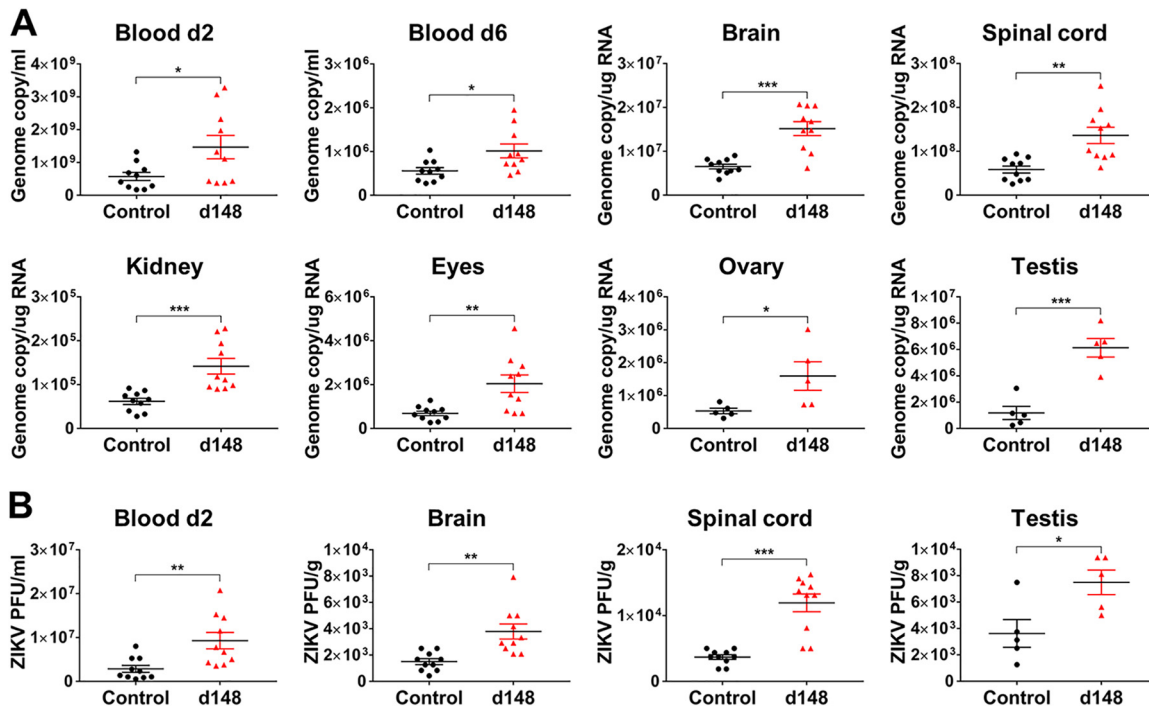 A
Blood d2
Genome copy/ml
4×10⁹
3×10⁹
2×10⁹
1×10⁹
0
*
Control d148
Blood d6
Genome copy/ml
3×10⁶
2×10⁶
1×10⁶
0
*
Control d148
Brain
Genome copy/ug RNA
3×10⁷
2×10⁷
1×10⁷
0
***
Control d148
Spinal cord
Genome copy/ug RNA
3×10⁸
2×10⁸
1×10⁸
0
**
Control d148
Kidney
Genome copy/ug RNA
3×10⁵
2×10⁵
1×10⁵
0
***
Control d148
Eyes
Genome copy/ug RNA
6×10⁶
4×10⁶
2×10⁶
0
**
Control d148
Ovary
Genome copy/ug RNA
4×10⁶
3×10⁶
2×10⁶
1×10⁶
0
*
Control d148
Testis
Genome copy/ug RNA
1×10⁷
8×10⁶
6×10⁶
4×10⁶
2×10⁶
0
***
Control d148
B
Blood d2
ZIKV PFU/ml
3×10⁷
2×10⁷
1×10⁷
0
**
Control d148
Brain
ZIKV PFU/g
1×10⁴
8×10³
6×10³
4×10³
2×10³
0
**
Control d148
Spinal cord
ZIKV PFU/g
2×10⁴
1×10⁴
0
***
Control d148
Testis
ZIKV PFU/g
1×10⁴
8×10³
6×10³
4×10³
2×10³
0
*
Control d148